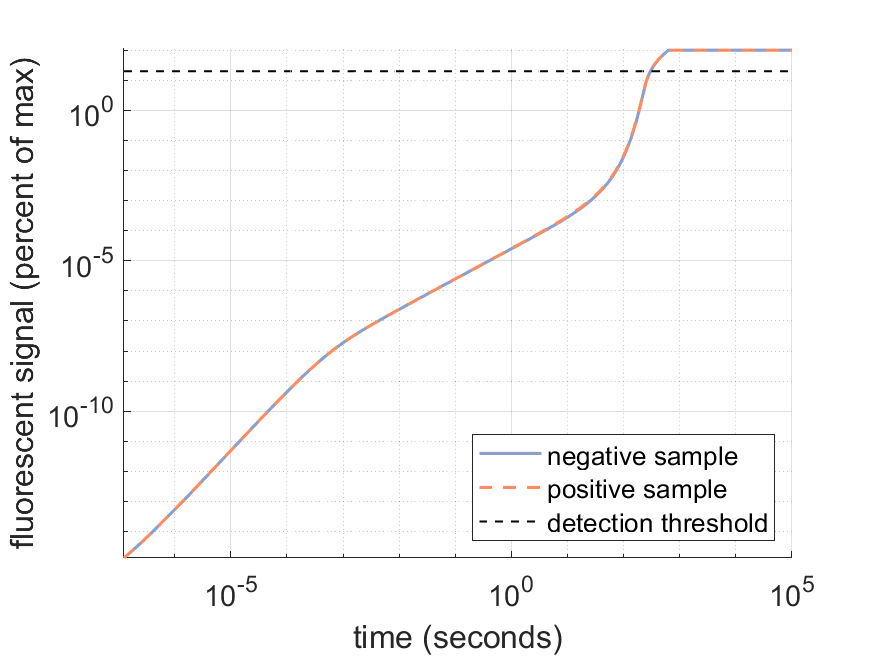 fluorescent signal (percent of max)
10^0
10^-5
10^-10
negative sample
positive sample
detection threshold
10^-5
10^0
10^5
time (seconds)